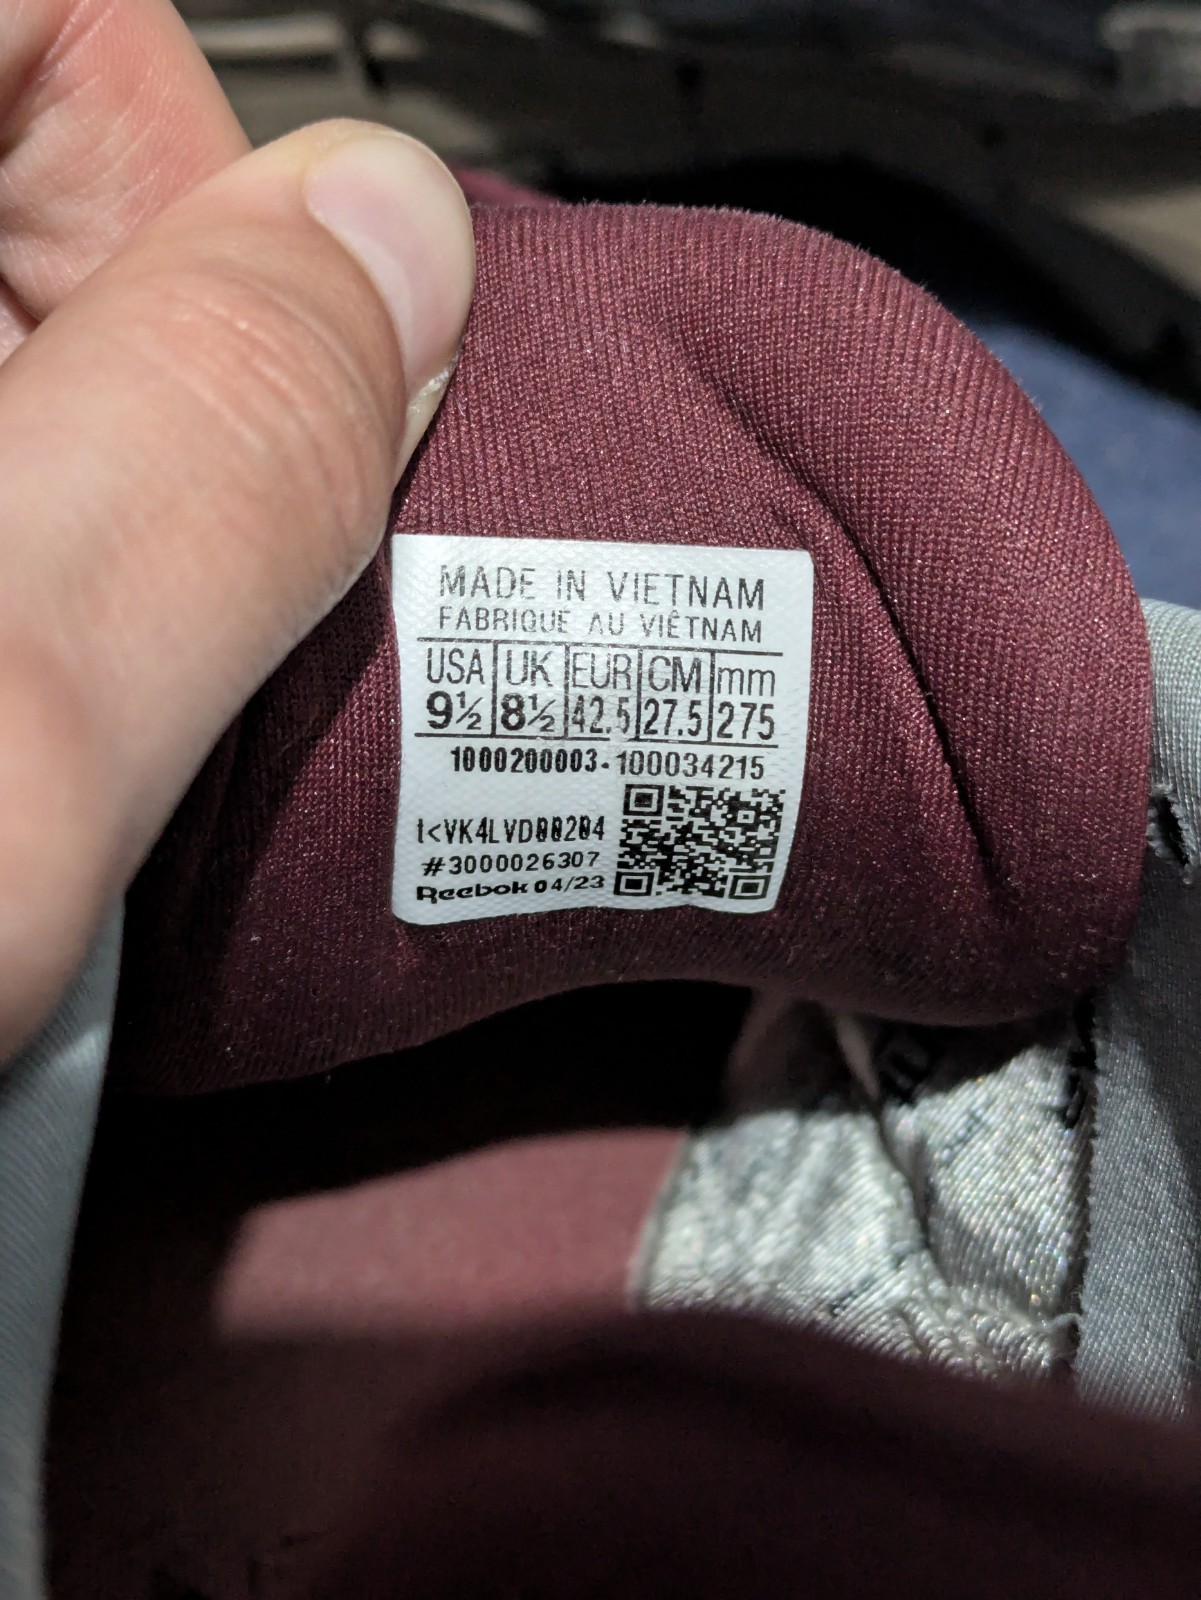 MADE IN VIETNAM
FABRIQUE AU VIÊTNAM
USA UK EUR CM mm
9½ 8½ 42.5 27.5 275
1000200003-100034215
t<VK4LVD00204
#3000026307
Reebok 04/23